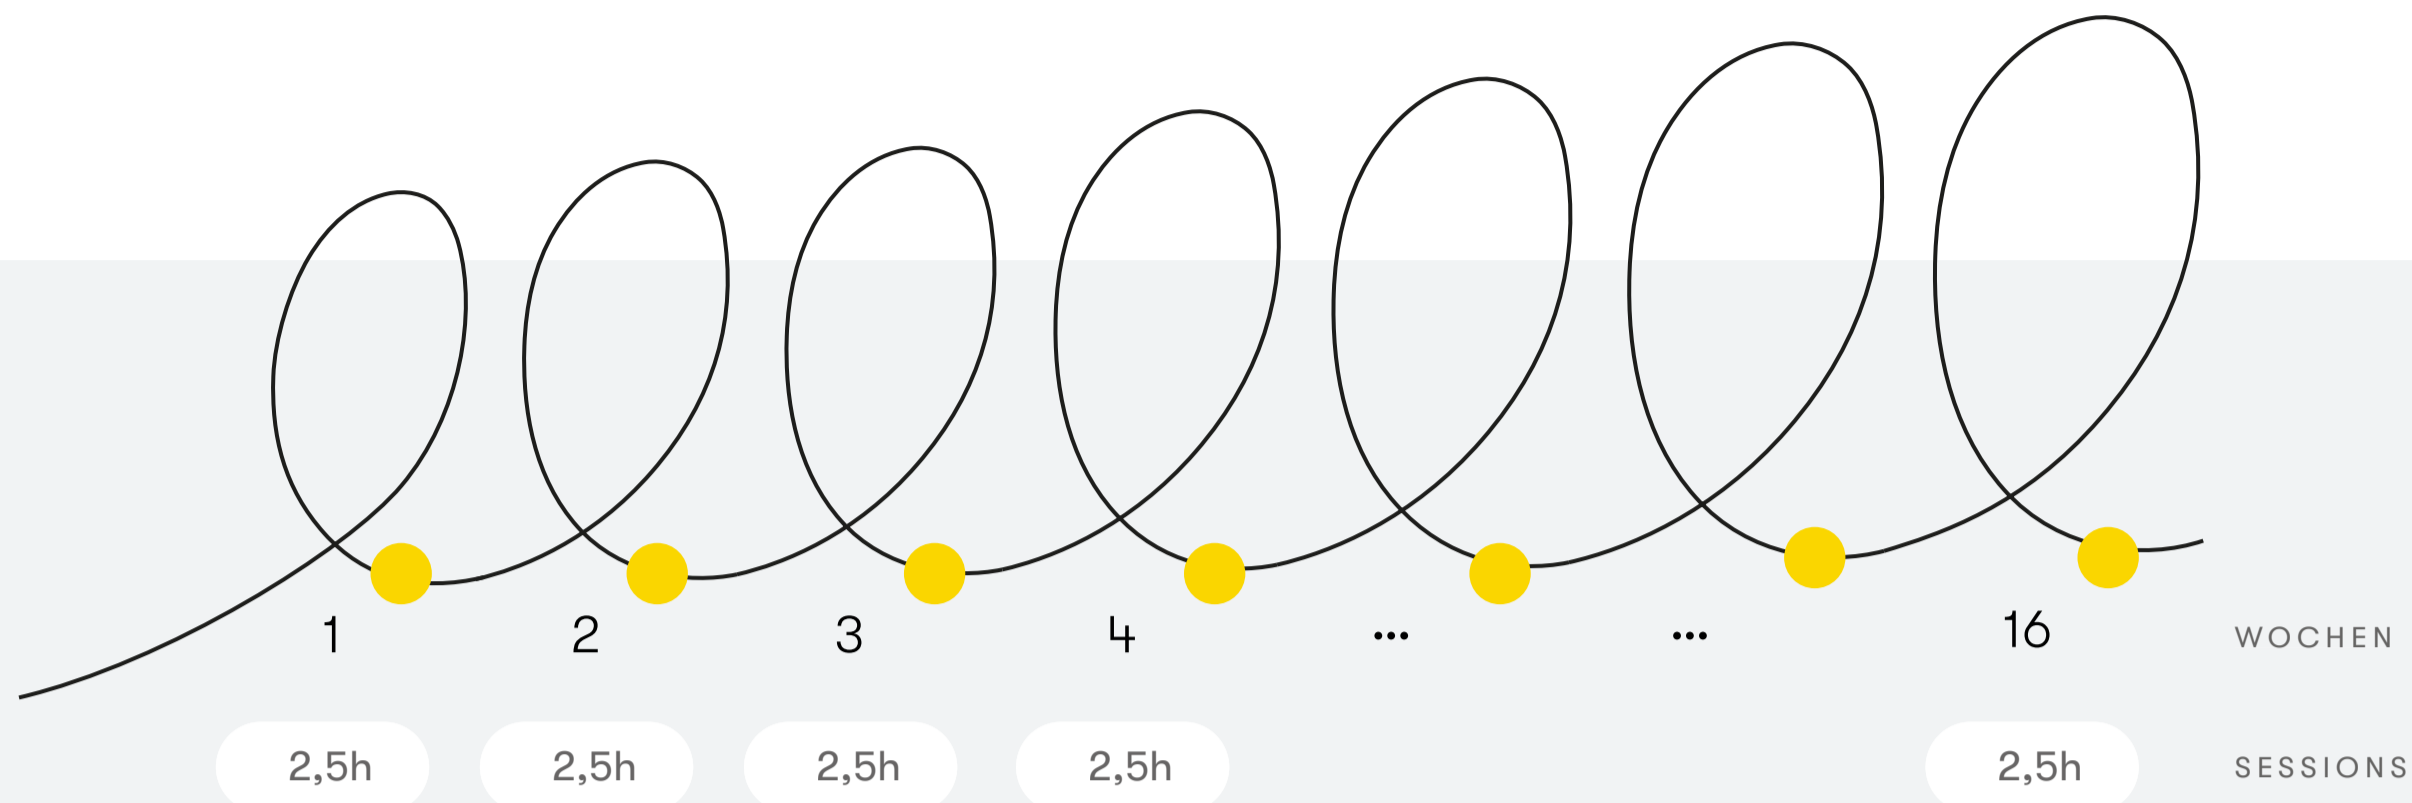 1 2 3 4 ... ... 16 WOCHEN
2,5h 2,5h 2,5h 2,5h 2,5h SESSIONS